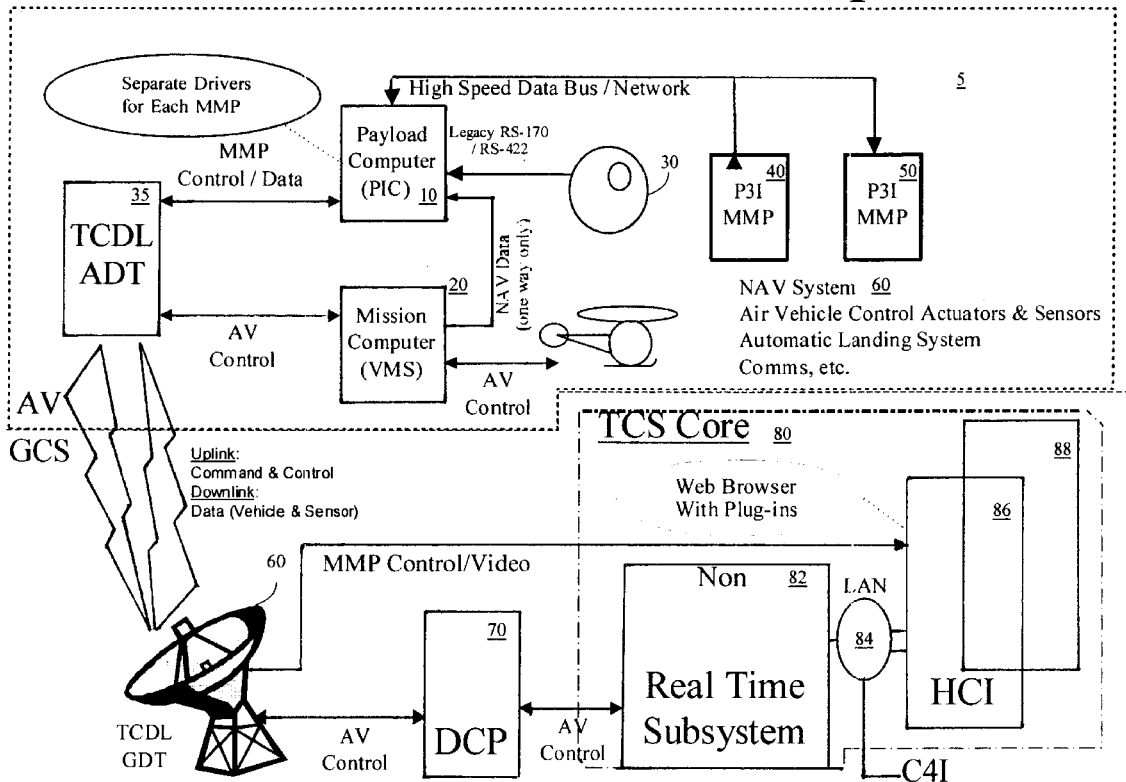 Separate Drivers
for Each MMP
High Speed Data Bus / Network
5
Payload
Computer
(PIC)
10
Legacy RS-170
/ RS-422
30
40
P3I
MMP
50
P3I
MMP
MMP
Control / Data
35
TCDL
ADT
NAV Data
(one way only)
20
Mission
Computer
(VMS)
AV
Control
AV
Control
NAV System 60
Air Vehicle Control Actuators & Sensors
Automatic Landing System
Comms, etc.
AV
GCS
Uplink:
Command & Control
Downlink:
Data (Vehicle & Sensor)
TCS Core 80
Web Browser
With Plug-ins
88
86
HCI
60
MMP Control/Video
Non
82
Real Time
Subsystem
LAN
84
70
DCP
TCDL
GDT
AV
Control
AV
Control
C4I